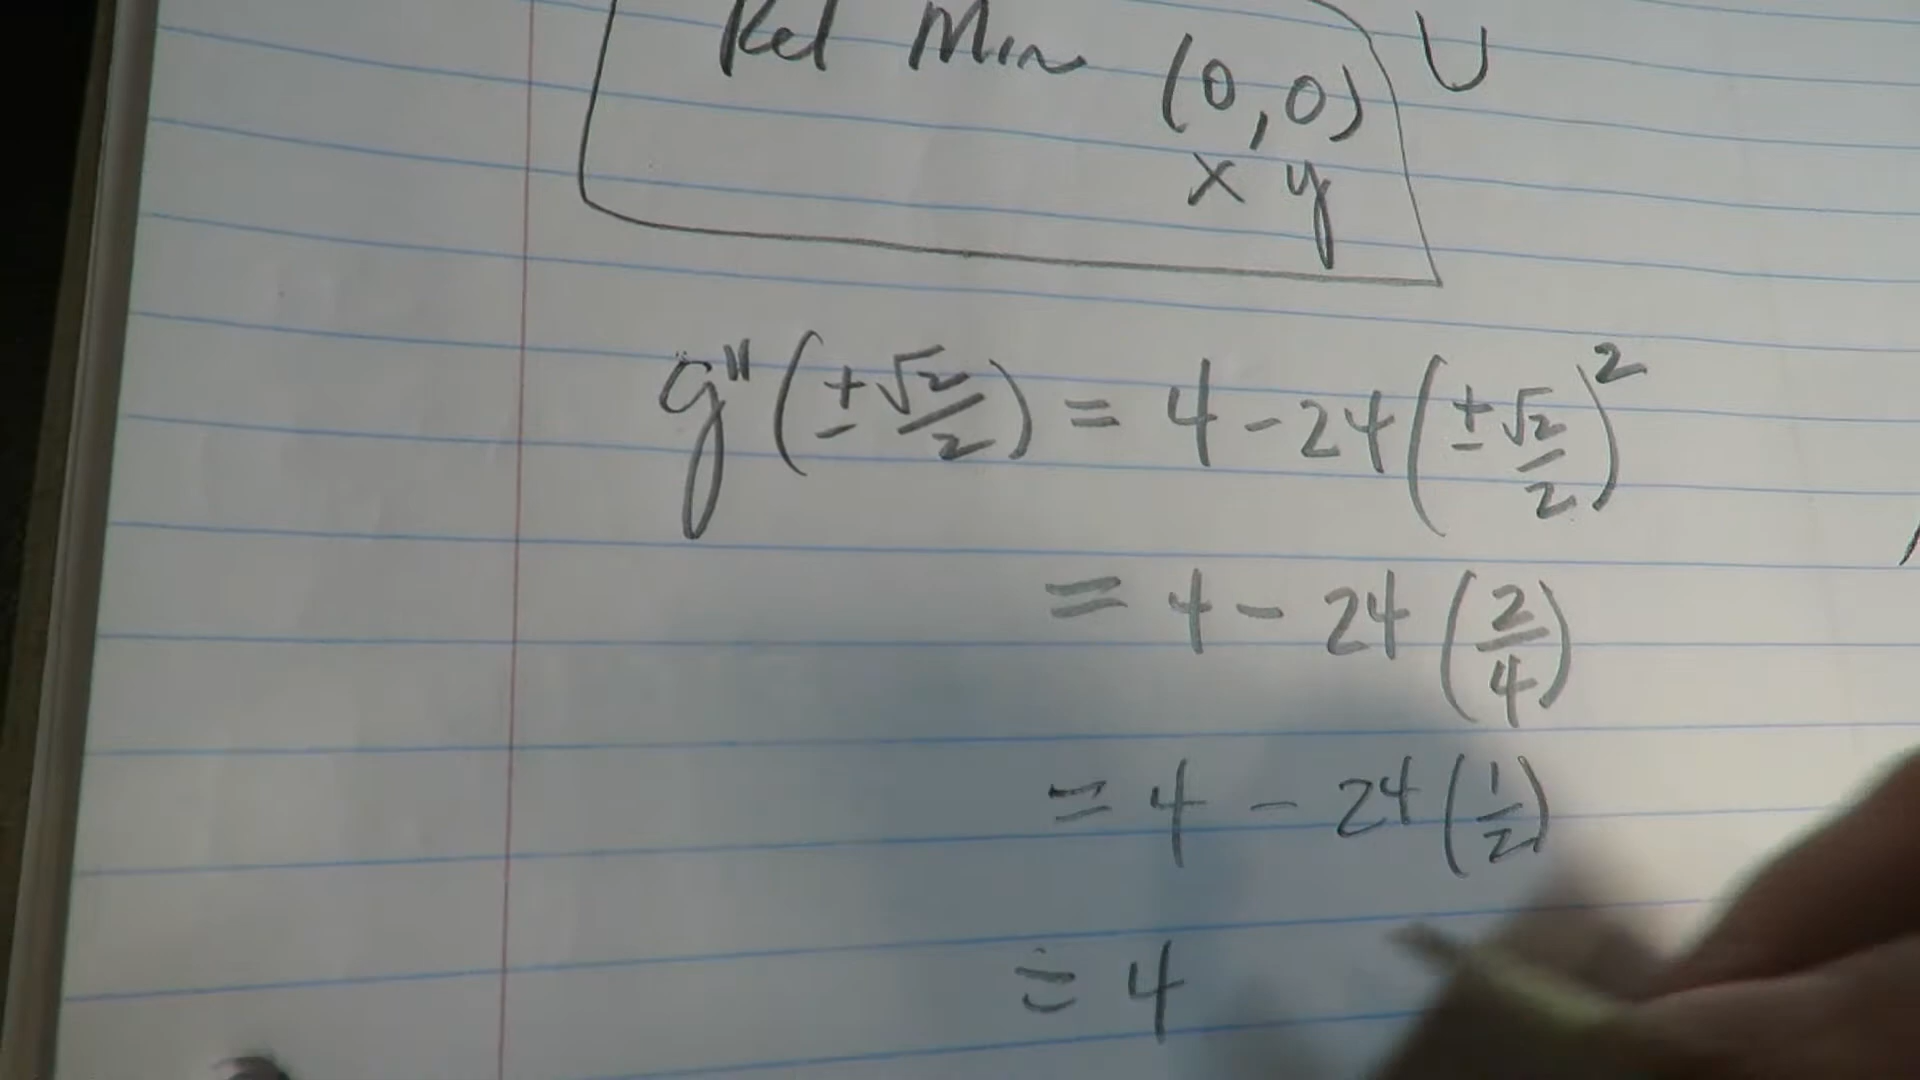 Rel Min (0,0) U
x y
g"(±√2/2) = 4 - 24(±√2/2)²
= 4 - 24(2/4)
= 4 - 24(1/2)
= 4